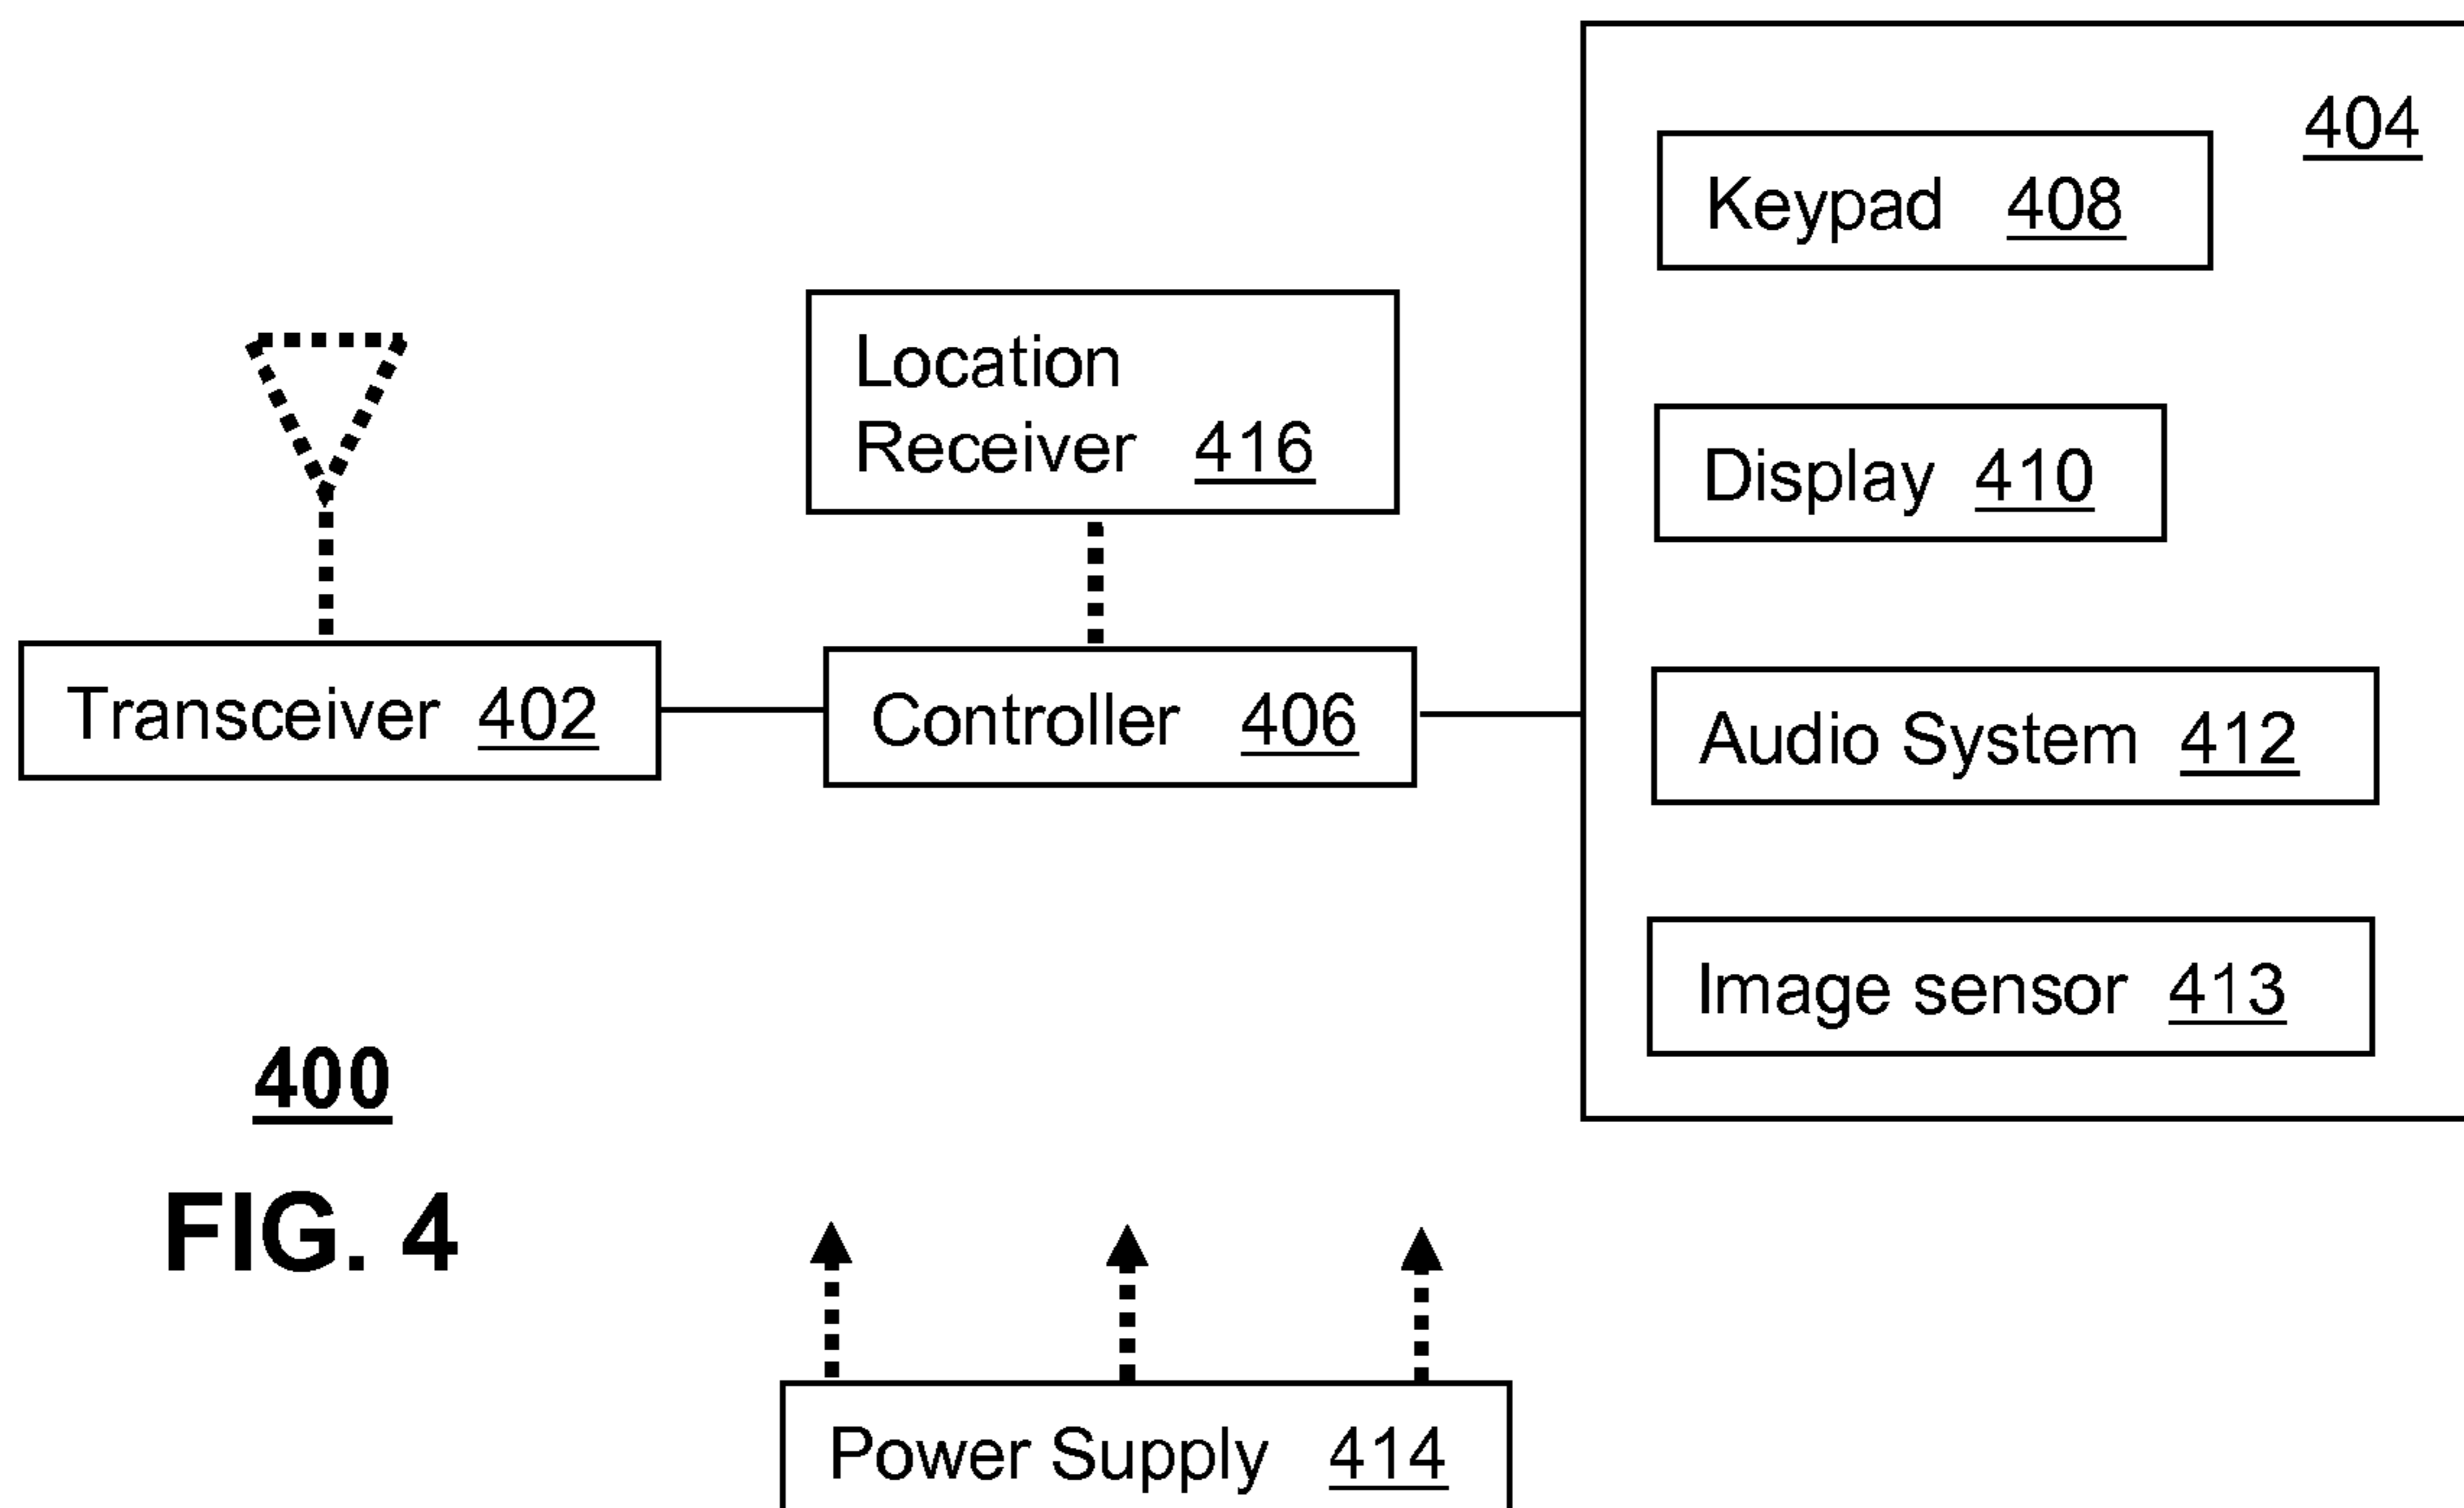 404
Keypad 408
Location
Receiver 416
Display 410
Transceiver 402
Controller 406
Audio System 412
Image sensor 413
400
FIG. 4
Power Supply 414